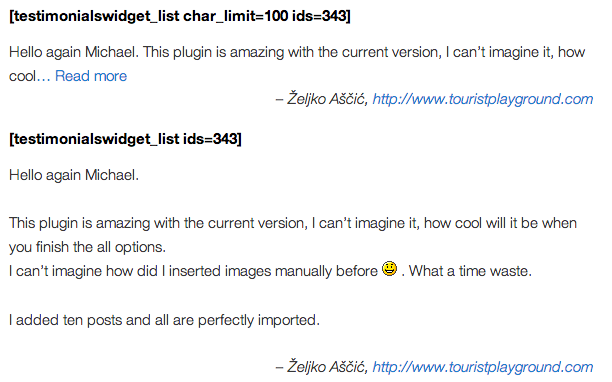 [testimonialswidget_list char_limit=100 ids=343]
Hello again Michael. This plugin is amazing with the current version, I can’t imagine it, how
cool… Read more
– Željko Aščić, http://www.touristplayground.com
[testimonialswidget_list ids=343]
Hello again Michael.
This plugin is amazing with the current version, I can’t imagine it, how cool will it be when
you finish the all options.
I can’t imagine how did I inserted images manually before . What a time waste.
I added ten posts and all are perfectly imported.
– Željko Aščić, http://www.touristplayground.com